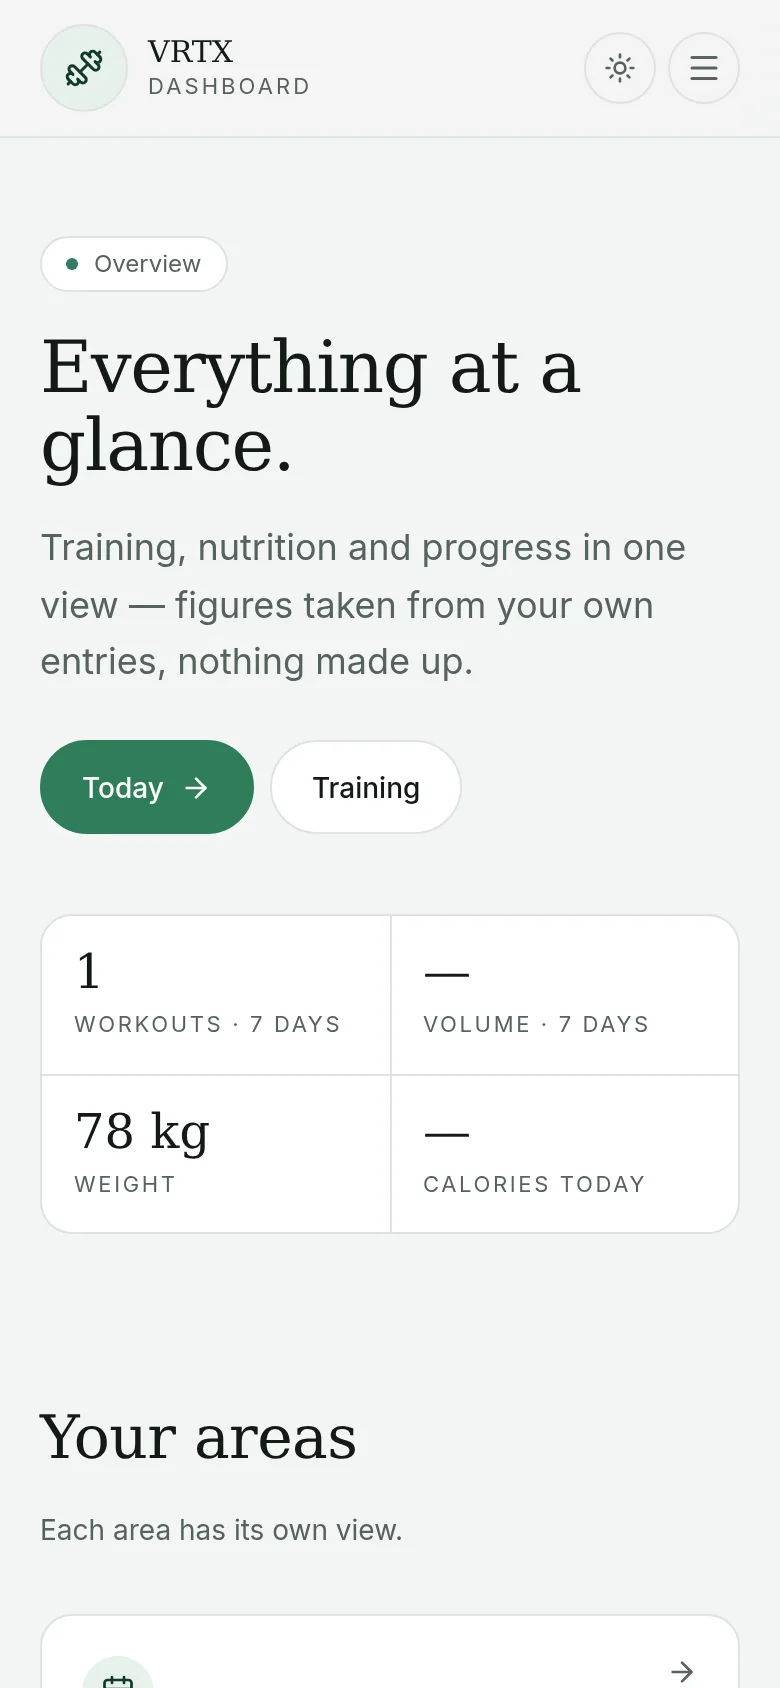 VRTX
DASHBOARD
Overview
Everything at a
glance.
Training, nutrition and progress in one
view — figures taken from your own
entries, nothing made up.
Today
Training
1
WORKOUTS · 7 DAYS
—
VOLUME · 7 DAYS
78 kg
WEIGHT
—
CALORIES TODAY
Your areas
Each area has its own view.